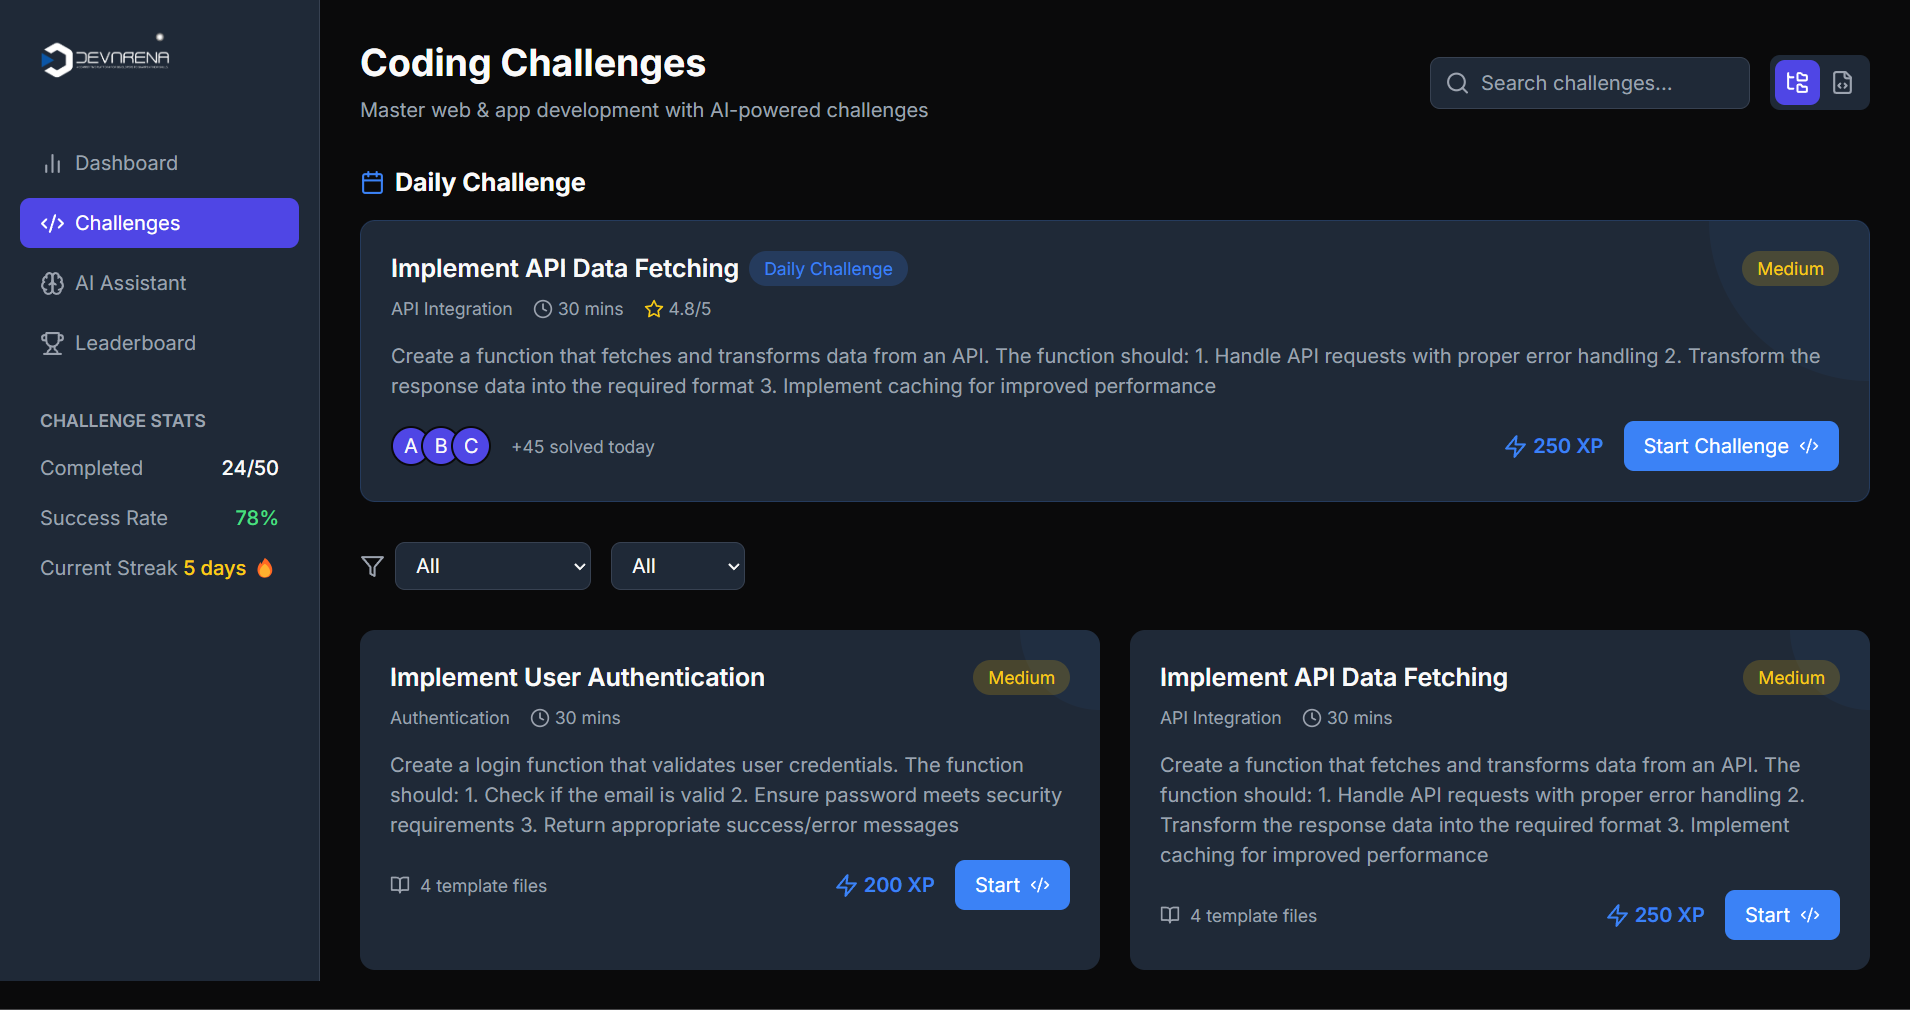 DEVNRENA
Dashboard
Challenges
AI Assistant
Leaderboard
CHALLENGE STATS
Completed 24/50
Success Rate 78%
Current Streak 5 days 🔥
Coding Challenges
Master web & app development with AI-powered challenges
Search challenges...
Daily Challenge
Implement API Data Fetching Daily Challenge Medium
API Integration 30 mins 4.8/5
Create a function that fetches and transforms data from an API. The function should: 1. Handle API requests with proper error handling 2. Transform the
response data into the required format 3. Implement caching for improved performance
A B C +45 solved today 250 XP Start Challenge
All All
Implement User Authentication Medium
Authentication 30 mins
Create a login function that validates user credentials. The function
should: 1. Check if the email is valid 2. Ensure password meets security
requirements 3. Return appropriate success/error messages
4 template files 200 XP Start
Implement API Data Fetching Medium
API Integration 30 mins
Create a function that fetches and transforms data from an API. The
function should: 1. Handle API requests with proper error handling 2.
Transform the response data into the required format 3. Implement
caching for improved performance
4 template files 250 XP Start